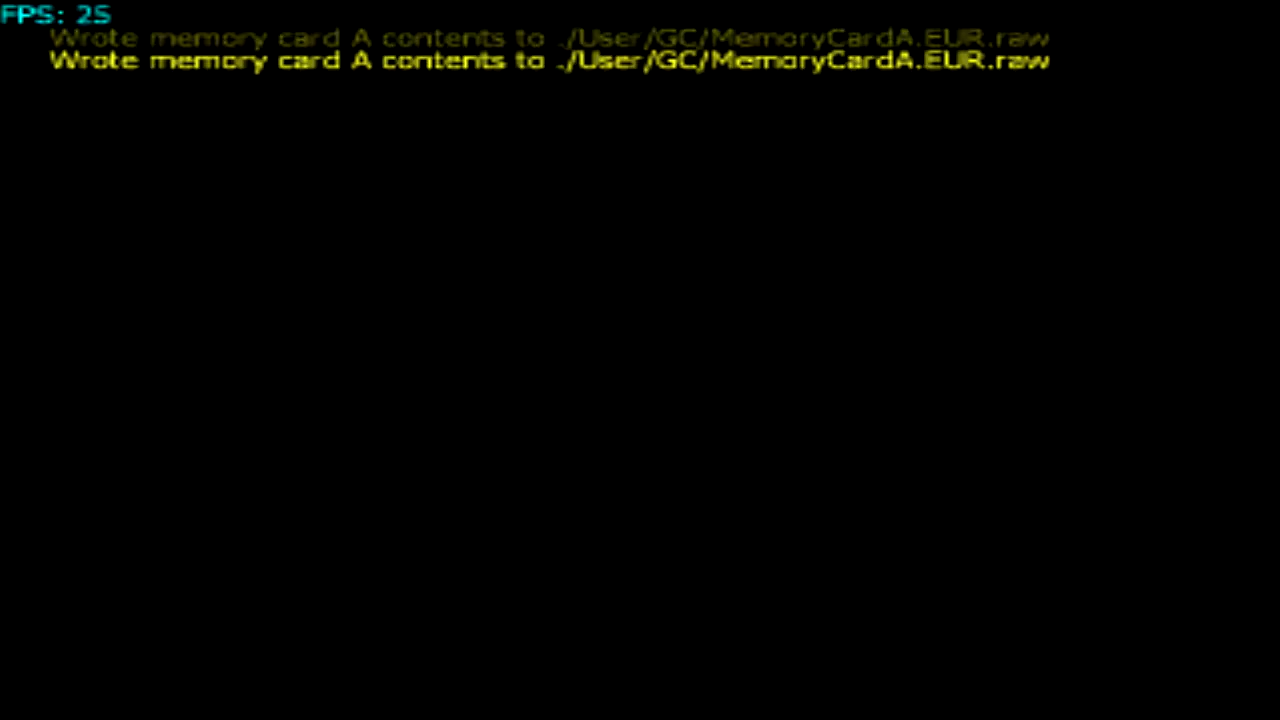 FPS: 25
Wrote memory card A contents to ./User/GC/MemoryCardA.EUR.raw
Wrote memory card A contents to ./User/GC/MemoryCardA.EUR.raw